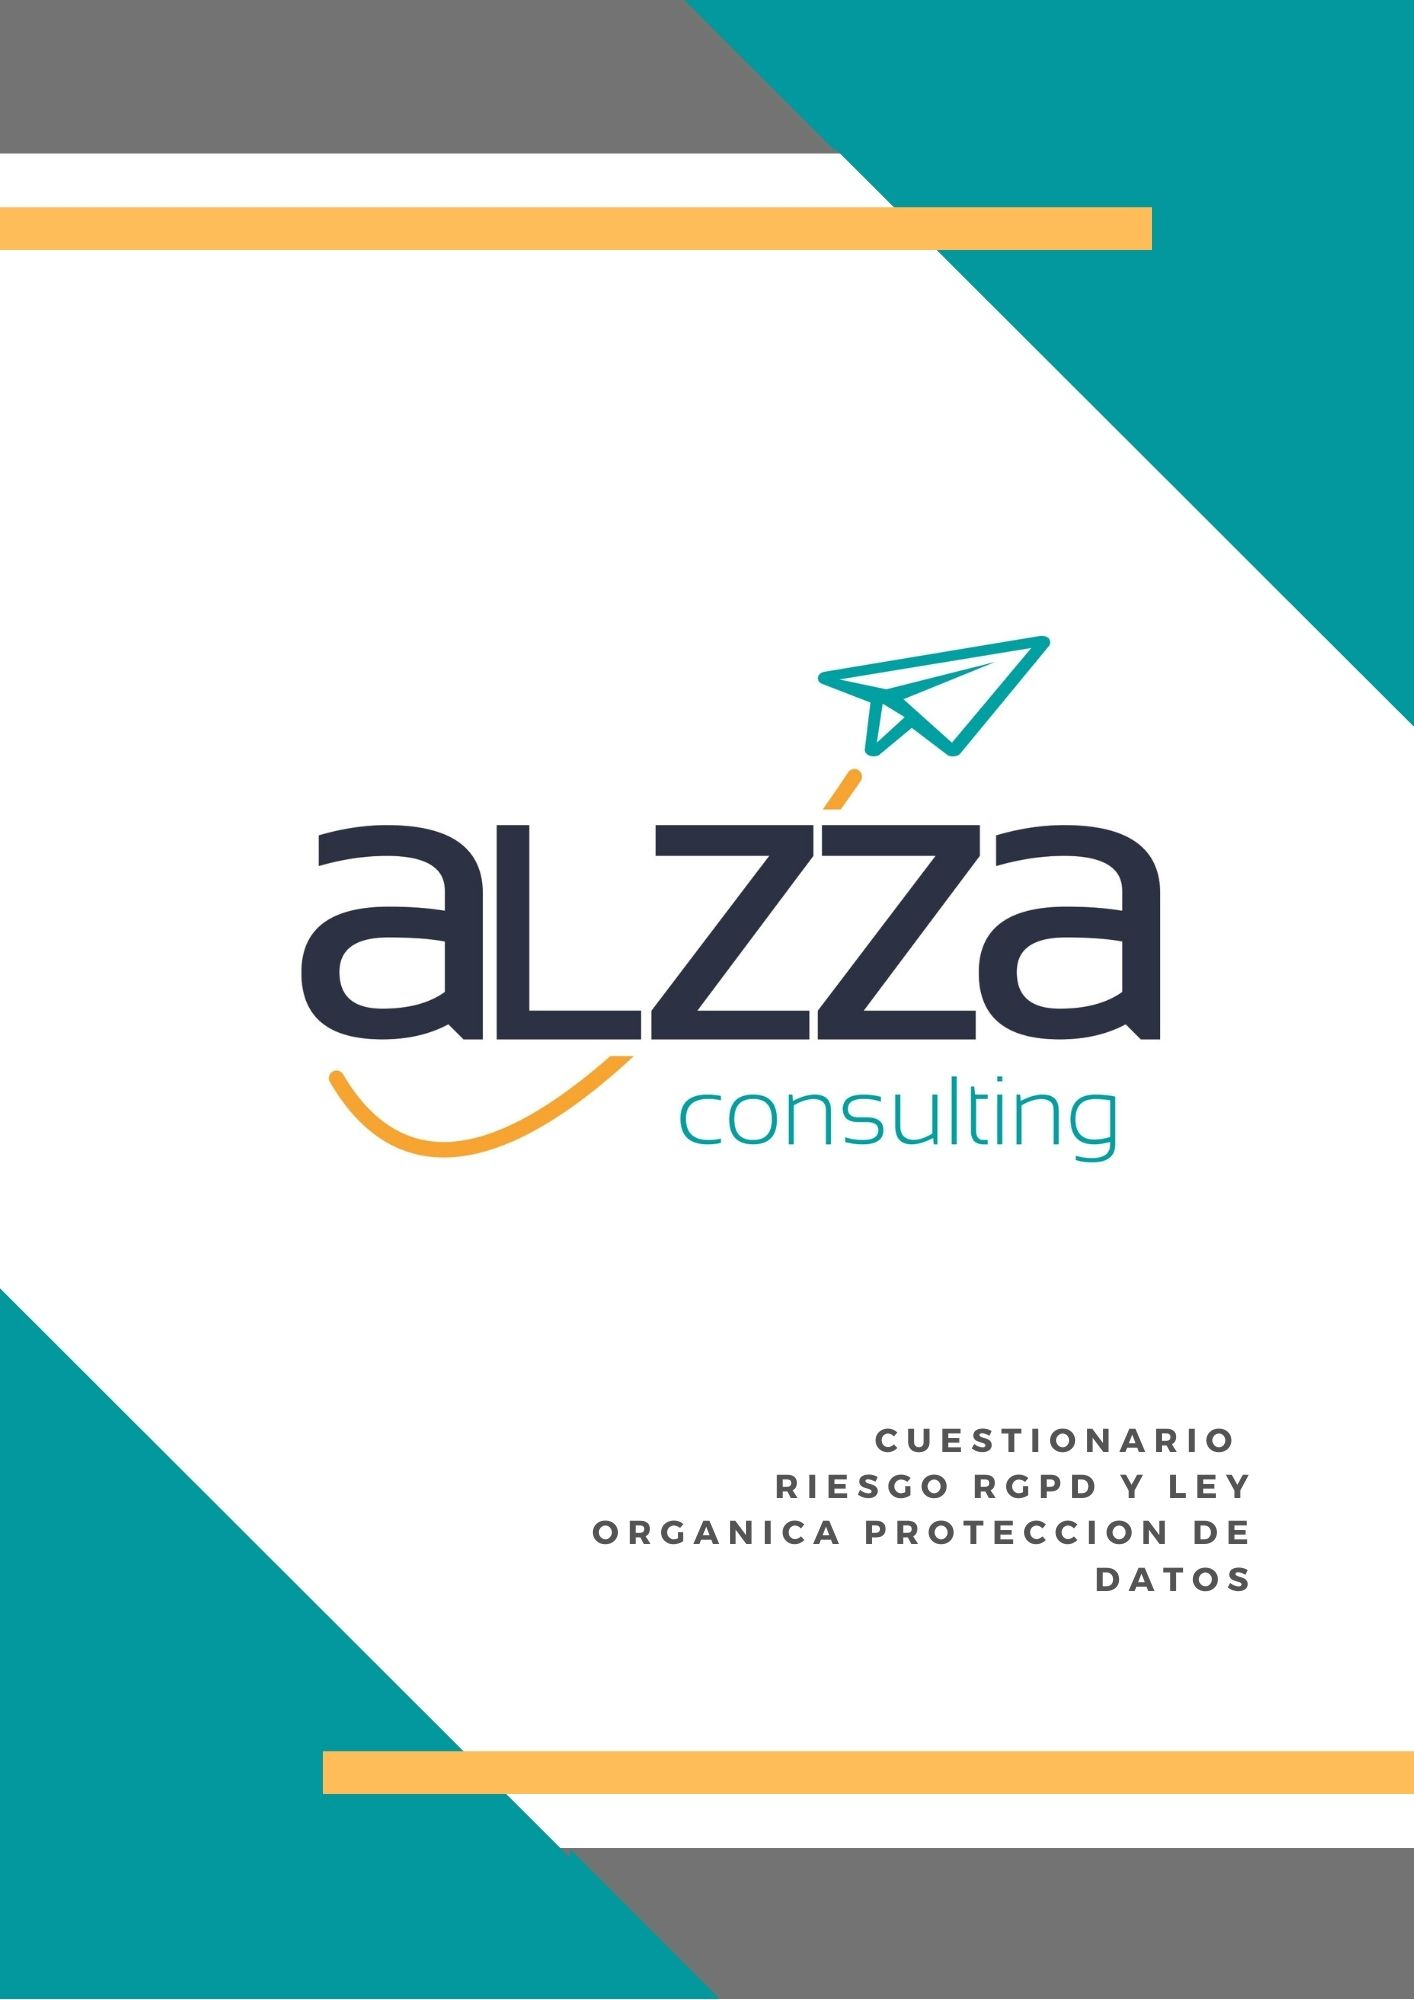 aLzza
consulting
CUESTIONARIO
RIESGO RGPD Y LEY
ORGANICA PROTECCION DE
DATOS